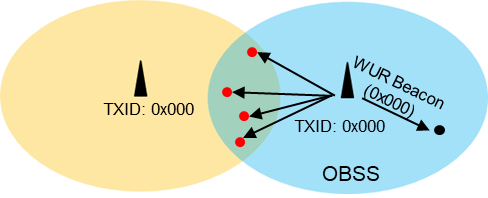 TXID: 0x000
WUR Beacon
(0x000)
TXID: 0x000
OBSS